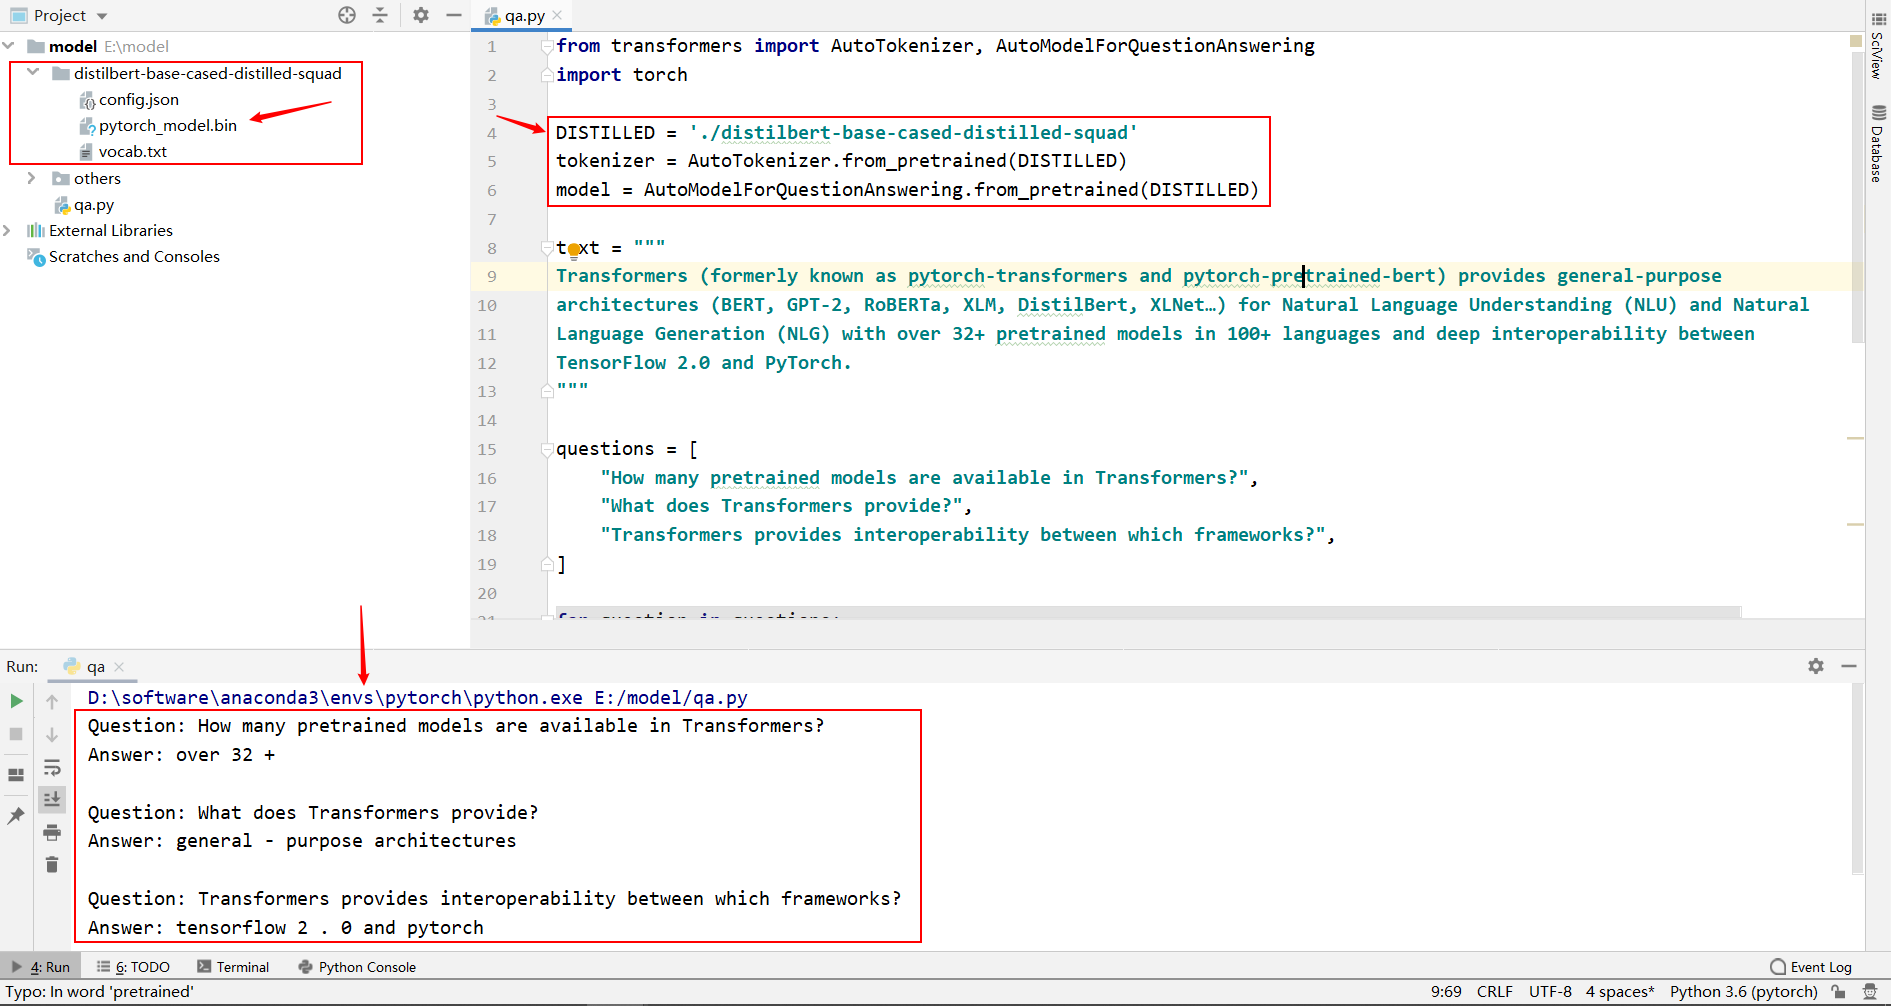 Project
qa.py
model E:\model
distilbert-base-cased-distilled-squad
config.json
pytorch_model.bin
vocab.txt
others
qa.py
External Libraries
Scratches and Consoles
1 from transformers import AutoTokenizer, AutoModelForQuestionAnswering
2 import torch
3
4 DISTILLED = './distilbert-base-cased-distilled-squad'
5 tokenizer = AutoTokenizer.from_pretrained(DISTILLED)
6 model = AutoModelForQuestionAnswering.from_pretrained(DISTILLED)
7
8 text = """
9 Transformers (formerly known as pytorch-transformers and pytorch-pretrained-bert) provides general-purpose
10 architectures (BERT, GPT-2, RoBERTa, XLM, DistilBert, XLNet…) for Natural Language Understanding (NLU) and Natural
11 Language Generation (NLG) with over 32+ pretrained models in 100+ languages and deep interoperability between
12 TensorFlow 2.0 and PyTorch.
13 """
14
15 questions = [
16 "How many pretrained models are available in Transformers?",
17 "What does Transformers provide?",
18 "Transformers provides interoperability between which frameworks?",
19 ]
20
21 for question in questions:
SciView
Database
Run: qa
D:\software\anaconda3\envs\pytorch\python.exe E:/model/qa.py
Question: How many pretrained models are available in Transformers?
Answer: over 32 +
Question: What does Transformers provide?
Answer: general - purpose architectures
Question: Transformers provides interoperability between which frameworks?
Answer: tensorflow 2 . 0 and pytorch
4: Run 6: TODO Terminal Python Console Event Log
Typo: In word 'pretrained' 9:69 CRLF UTF-8 4 spaces* Python 3.6 (pytorch)